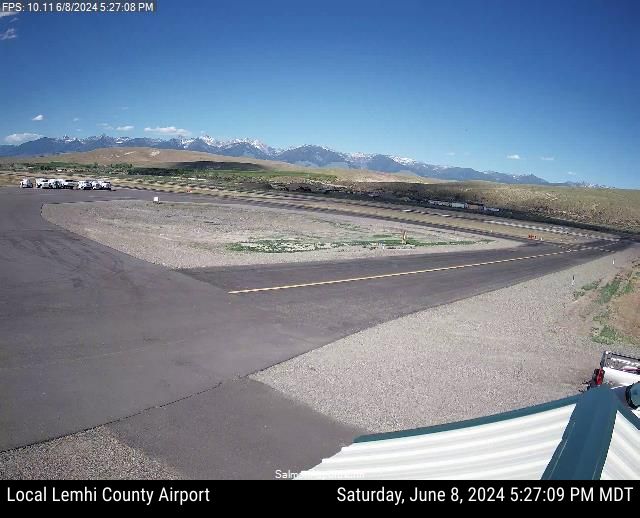 FPS: 10.11 6/8/2024 5:27:08 PM
Local Lemhi County Airport
Saturday, June 8, 2024 5:27:09 PM MDT